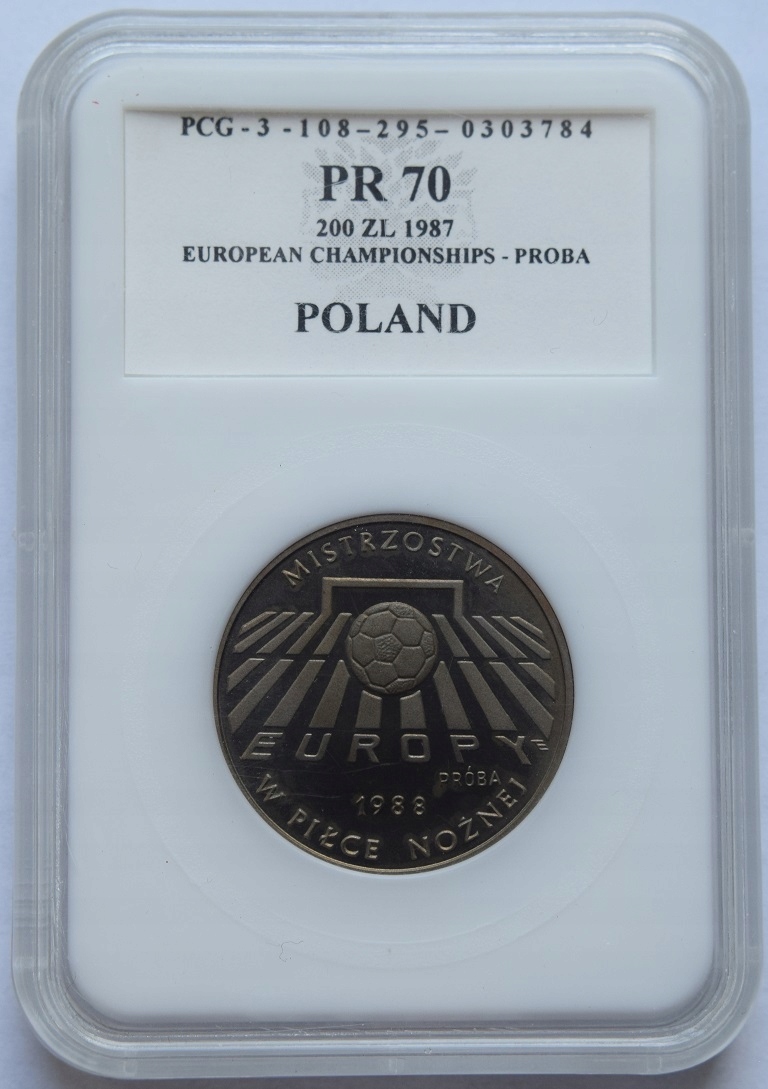 PCG - 3 - 108 - 295 - 0303784
PR 70
200 ZL 1987
EUROPEAN CHAMPIONSHIPS - PROBA
POLAND
MISTRZOSTWA
EUROPY
PRÓBA
1988
W PIŁCE NOŻNEJ